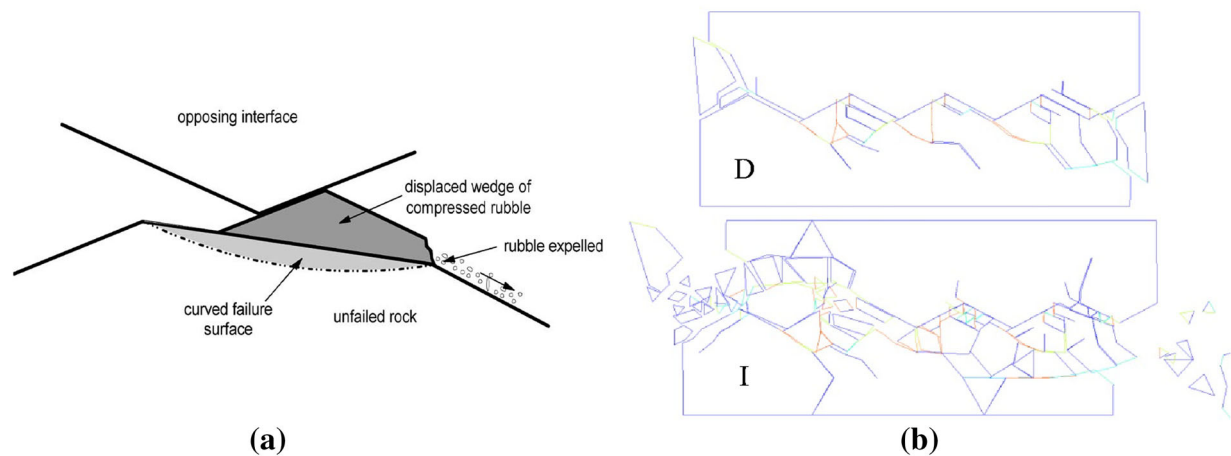 opposing interface
displaced wedge of
compressed rubble
rubble expelled
curved failure
surface
unfailed rock
(a)
D
I
(b)